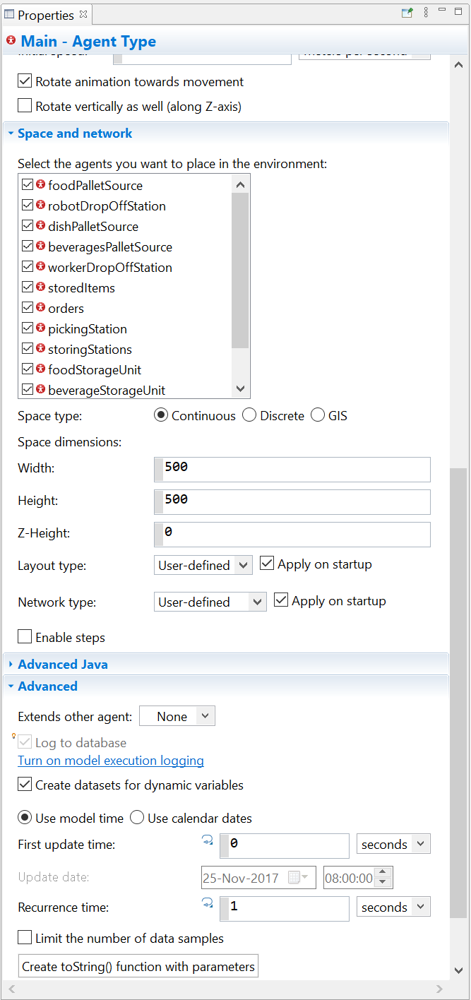 Properties
Main - Agent Type
Initial speed:
meters per second
Rotate animation towards movement
Rotate vertically as well (along Z-axis)
Space and network
Select the agents you want to place in the environment:
foodPalletSource
robotDropOffStation
dishPalletSource
beveragesPalletSource
workerDropOffStation
storedItems
orders
pickingStation
storingStations
foodStorageUnit
beverageStorageUnit
Space type: Continuous Discrete GIS
Space dimensions:
Width: 500
Height: 500
Z-Height: 0
Layout type: User-defined Apply on startup
Network type: User-defined Apply on startup
Enable steps
Advanced Java
Advanced
Extends other agent: None
Log to database
Turn on model execution logging
Create datasets for dynamic variables
Use model time Use calendar dates
First update time: 0 seconds
Update date: 25-Nov-2017 08:00:00
Recurrence time: 1 seconds
Limit the number of data samples
Create toString() function with parameters